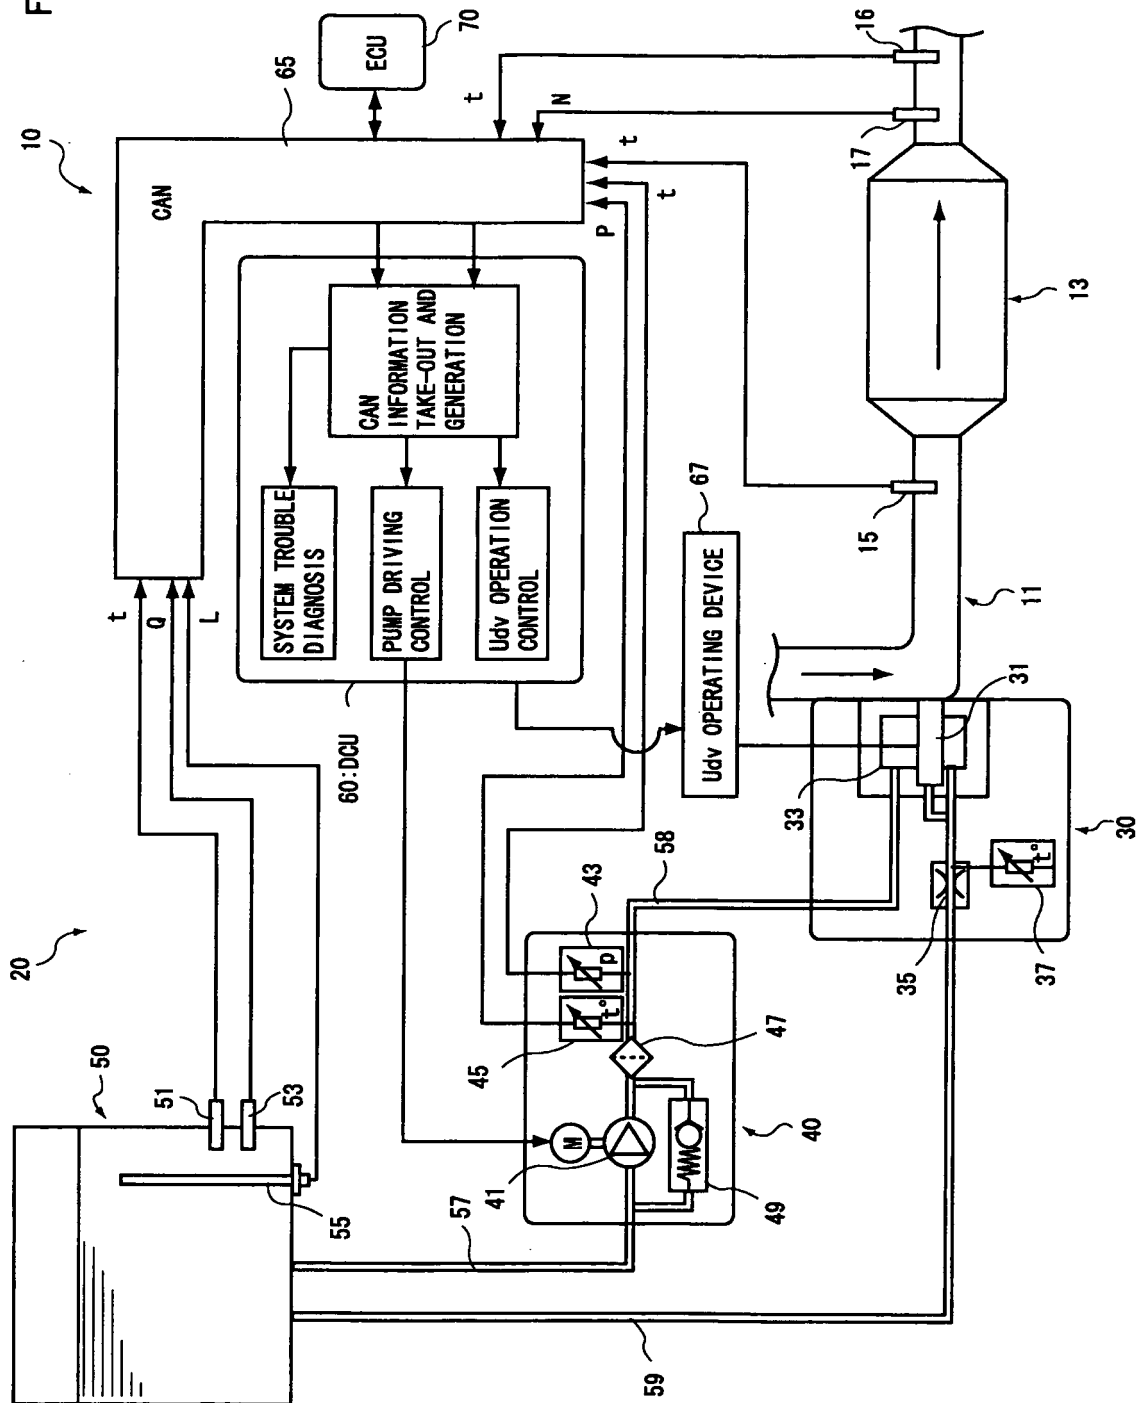 F
10
CAN
65
ECU
70
16
t
N
17
t
t
P
20
t
Q
L
SYSTEM TROUBLE
DIAGNOSIS
PUMP DRIVING
CONTROL
Udv OPERATION
CONTROL
CAN
INFORMATION
TAKE-OUT AND
GENERATION
60:DCU
Udv OPERATING DEVICE
67
13
15
11
31
33
30
35
37
t°
50
51
53
55
57
58
59
43
p
45
t°
47
M
41
49
40